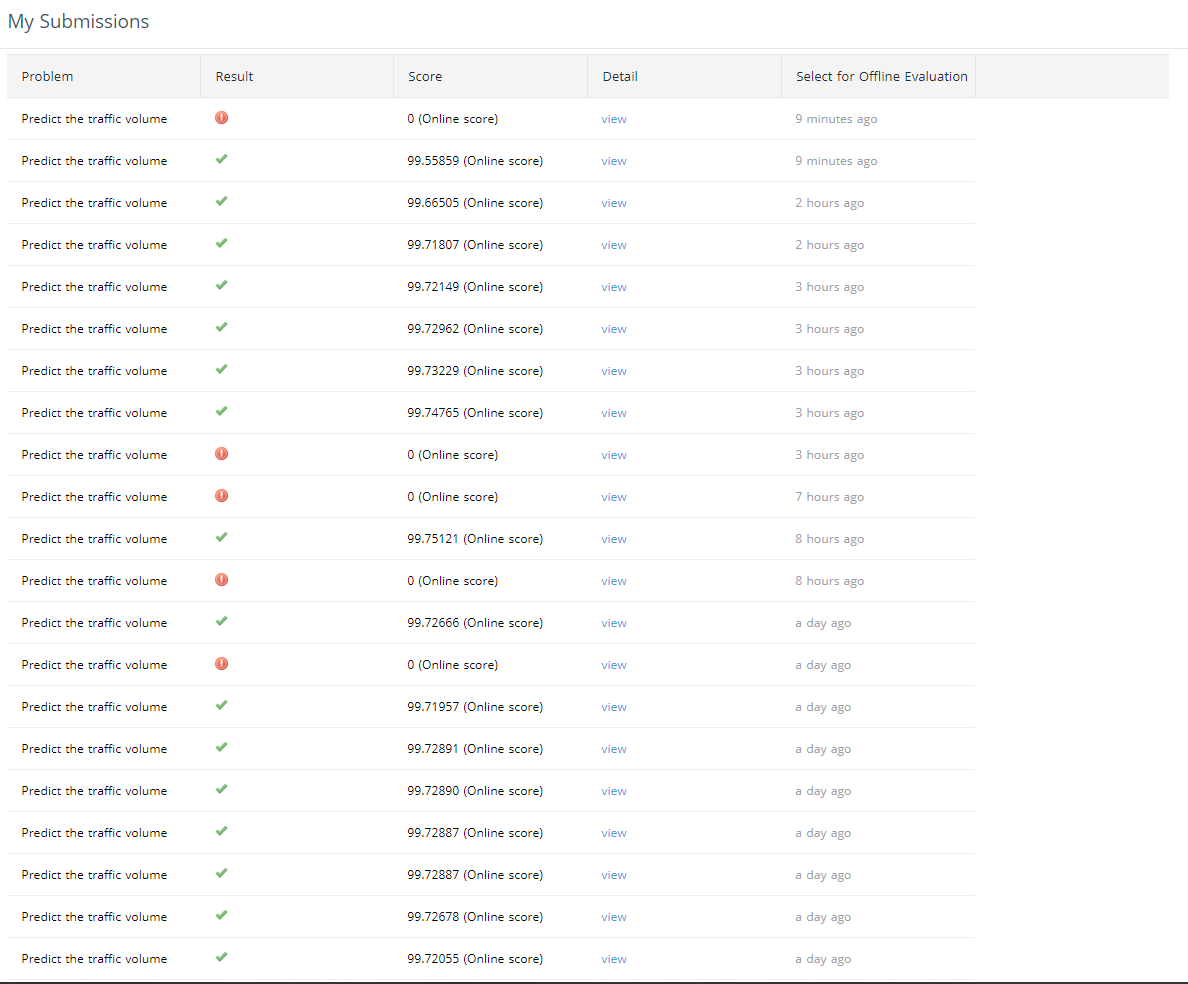 My Submissions
Problem Result Score Detail Select for Offline Evaluation
Predict the traffic volume 0 (Online score) view 9 minutes ago
Predict the traffic volume 99.55859 (Online score) view 9 minutes ago
Predict the traffic volume 99.66505 (Online score) view 2 hours ago
Predict the traffic volume 99.71807 (Online score) view 2 hours ago
Predict the traffic volume 99.72149 (Online score) view 3 hours ago
Predict the traffic volume 99.72962 (Online score) view 3 hours ago
Predict the traffic volume 99.73229 (Online score) view 3 hours ago
Predict the traffic volume 99.74765 (Online score) view 3 hours ago
Predict the traffic volume 0 (Online score) view 3 hours ago
Predict the traffic volume 0 (Online score) view 7 hours ago
Predict the traffic volume 99.75121 (Online score) view 8 hours ago
Predict the traffic volume 0 (Online score) view 8 hours ago
Predict the traffic volume 99.72666 (Online score) view a day ago
Predict the traffic volume 0 (Online score) view a day ago
Predict the traffic volume 99.71957 (Online score) view a day ago
Predict the traffic volume 99.72891 (Online score) view a day ago
Predict the traffic volume 99.72890 (Online score) view a day ago
Predict the traffic volume 99.72887 (Online score) view a day ago
Predict the traffic volume 99.72887 (Online score) view a day ago
Predict the traffic volume 99.72678 (Online score) view a day ago
Predict the traffic volume 99.72055 (Online score) view a day ago